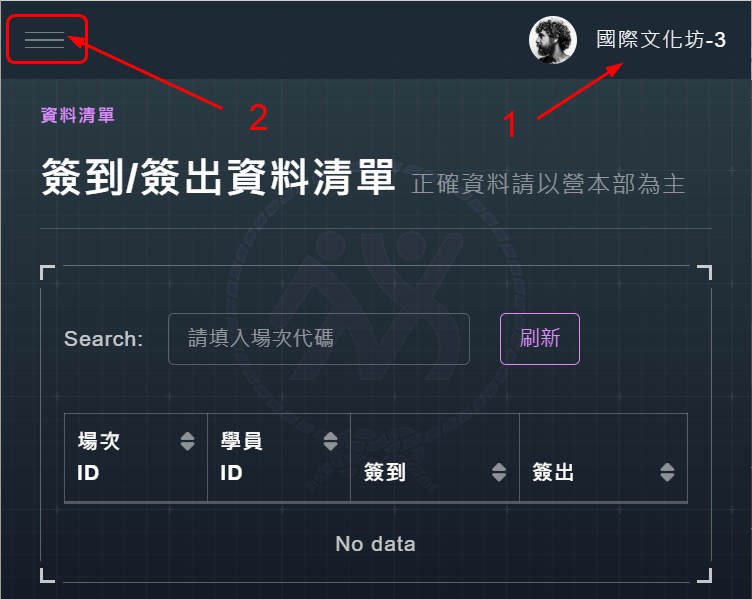 國際文化坊-3
2
1
資料清單
簽到/簽出資料清單 正確資料請以營本部為主
Search: 請填入場次代碼 刷新
場次 學員
ID ID 簽到 簽出
No data